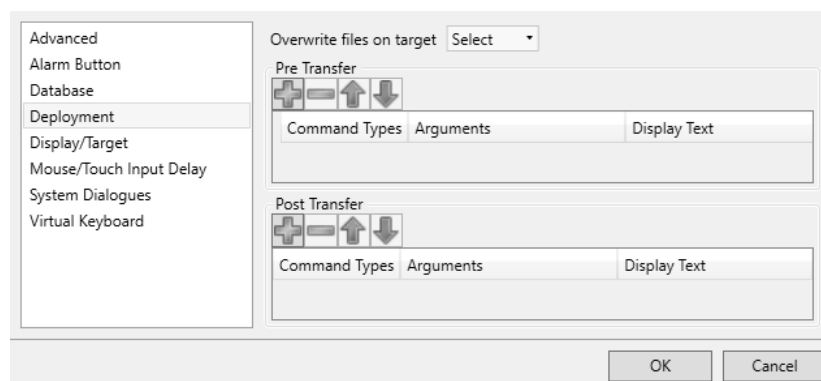 Advanced
Alarm Button
Database
Deployment
Display/Target
Mouse/Touch Input Delay
System Dialogues
Virtual Keyboard
Overwrite files on target Select
Pre Transfer
Command Types Arguments Display Text
Post Transfer
Command Types Arguments Display Text
OK Cancel